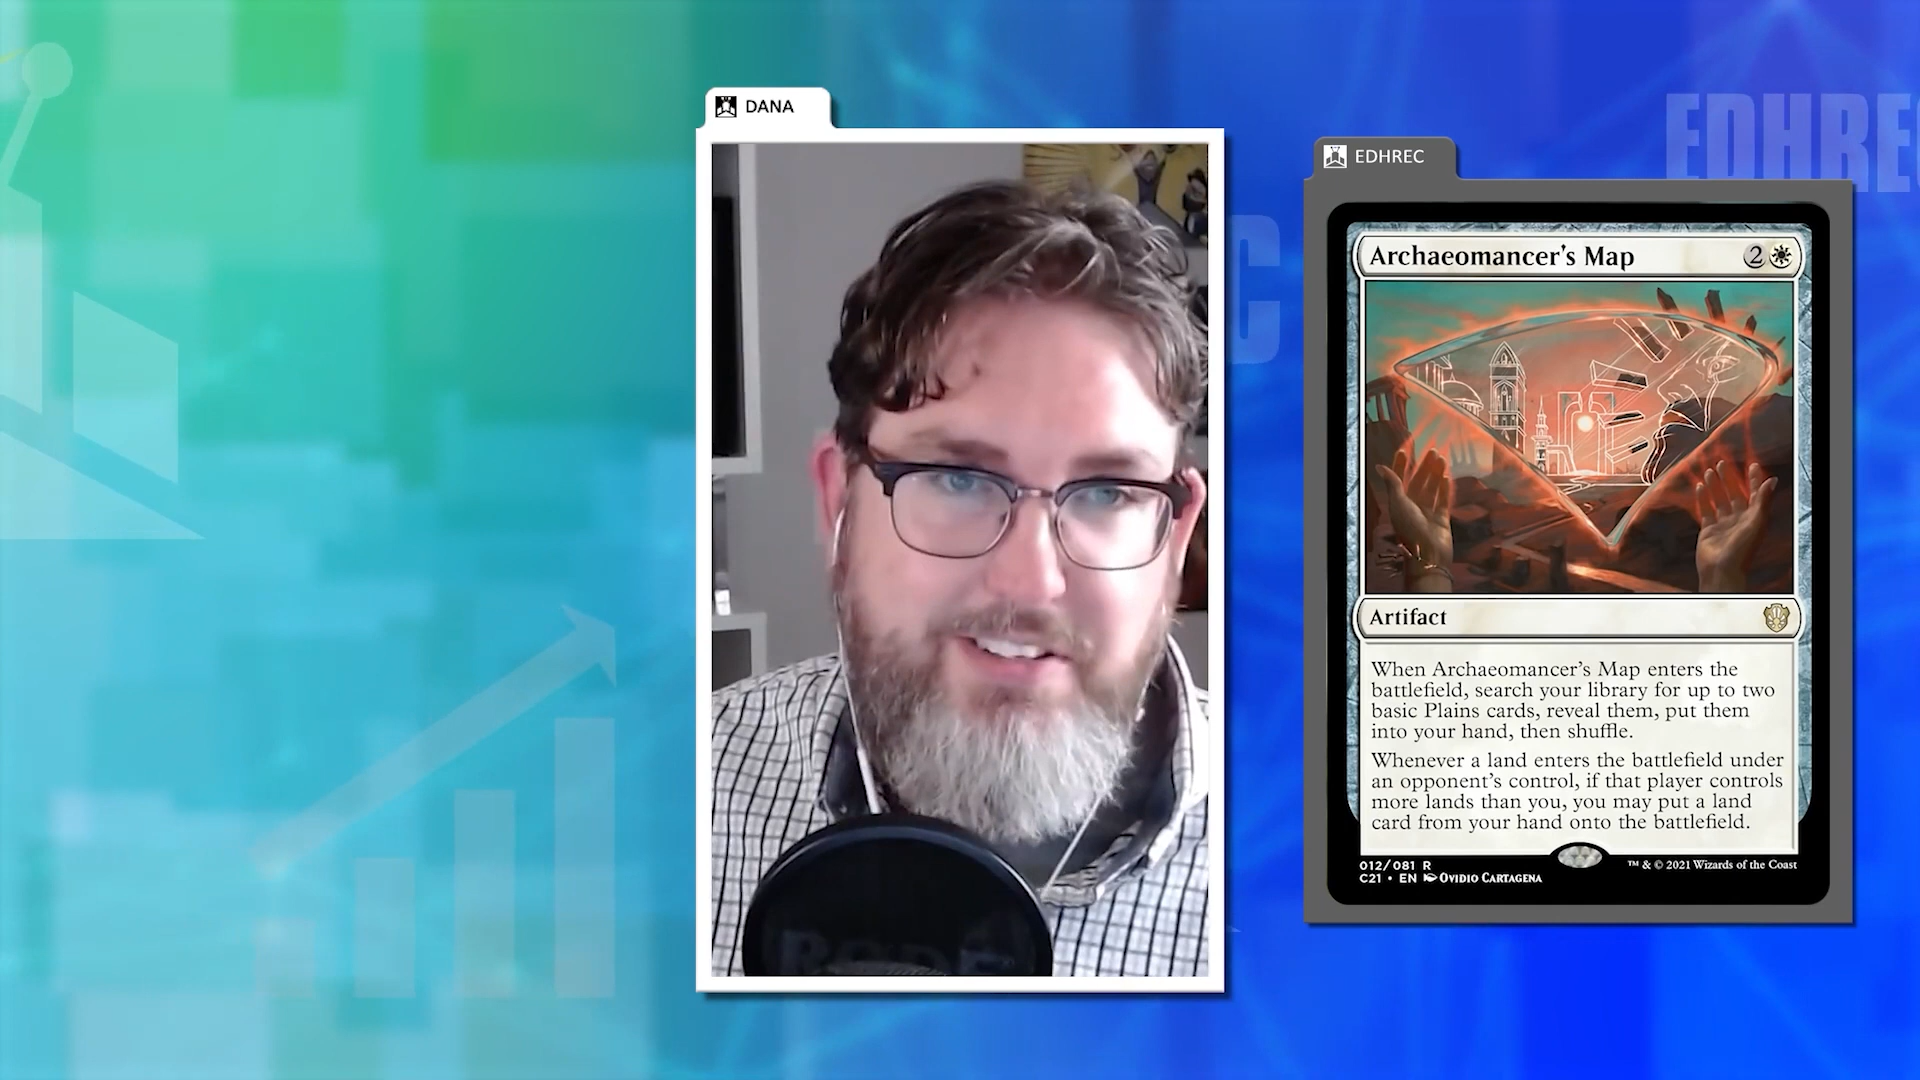 DANA
EDHREC
EDHREC
C
Archaeomancer's Map 2
Artifact
When Archaeomancer's Map enters the
battlefield, search your library for up to two
basic Plains cards, reveal them, put them
into your hand, then shuffle.
Whenever a land enters the battlefield under
an opponent's control, if that player controls
more lands than you, you may put a land
card from your hand onto the battlefield.
012/081 R
C21 • EN OVIDIO CARTAGENA
™ & © 2021 Wizards of the Coast
RODE